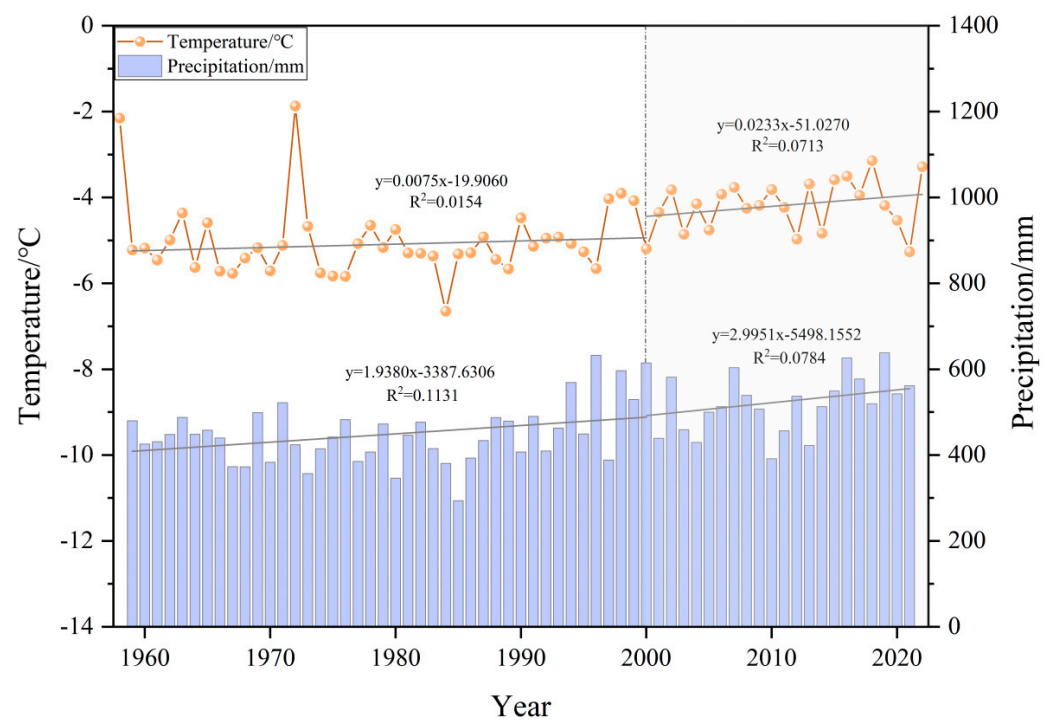 Temperature/°C
Precipitation/mm
y=0.0233x-51.0270
R²=0.0713
y=0.0075x-19.9060
R²=0.0154
y=2.9951x-5498.1552
R²=0.0784
y=1.9380x-3387.6306
R²=0.1131
0
-2
-4
-6
-8
-10
-12
-14
Temperature/°C
1400
1200
1000
800
600
400
200
0
Precipitation/mm
1960 1970 1980 1990 2000 2010 2020
Year